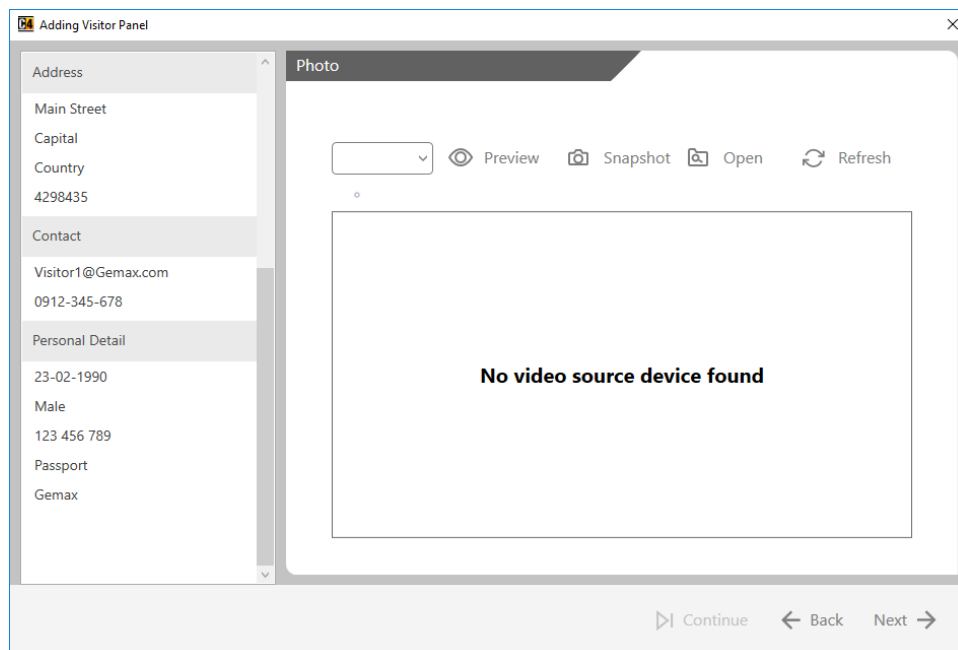 C4 Adding Visitor Panel
Address
Main Street
Capital
Country
4298435
Contact
Visitor1@Gemax.com
0912-345-678
Personal Detail
23-02-1990
Male
123 456 789
Passport
Gemax
Photo
Preview Snapshot Open Refresh
No video source device found
Continue Back Next